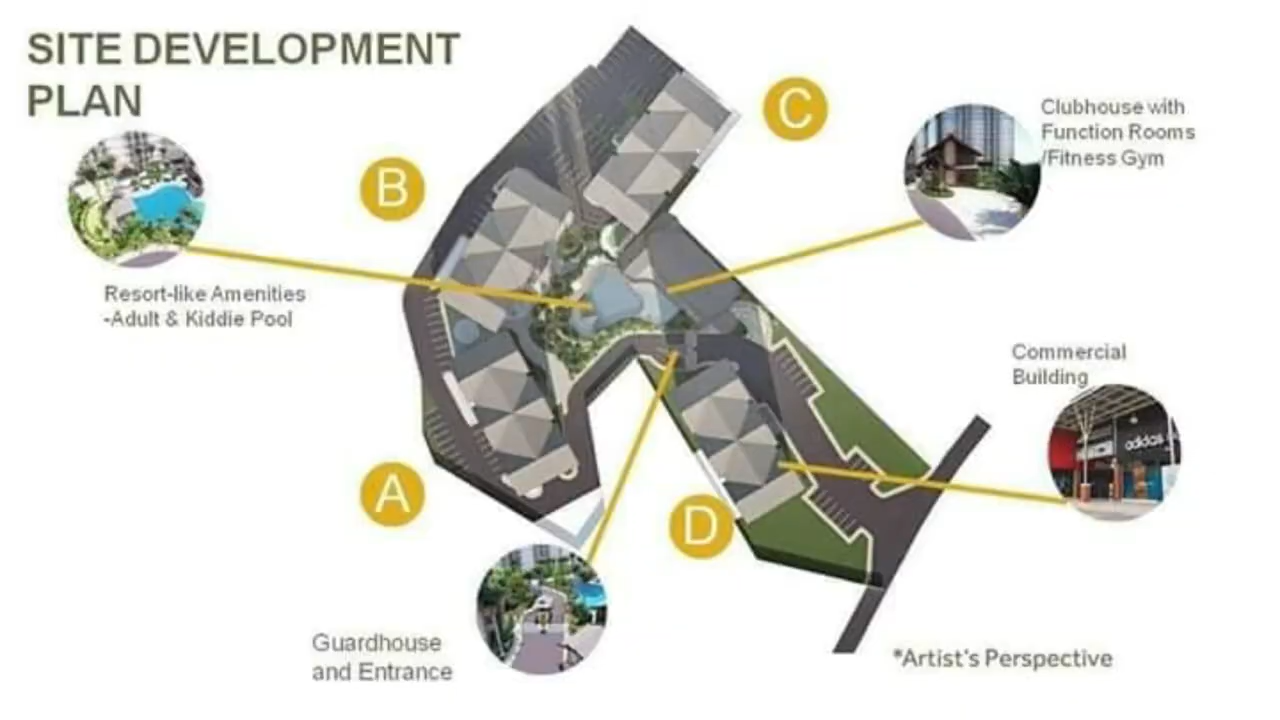 SITE DEVELOPMENT
PLAN
C
Clubhouse with
Function Rooms
/Fitness Gym
B
Resort-like Amenities
-Adult & Kiddie Pool
Commercial
Building
adidas
A
D
Guardhouse
and Entrance
*Artist's Perspective